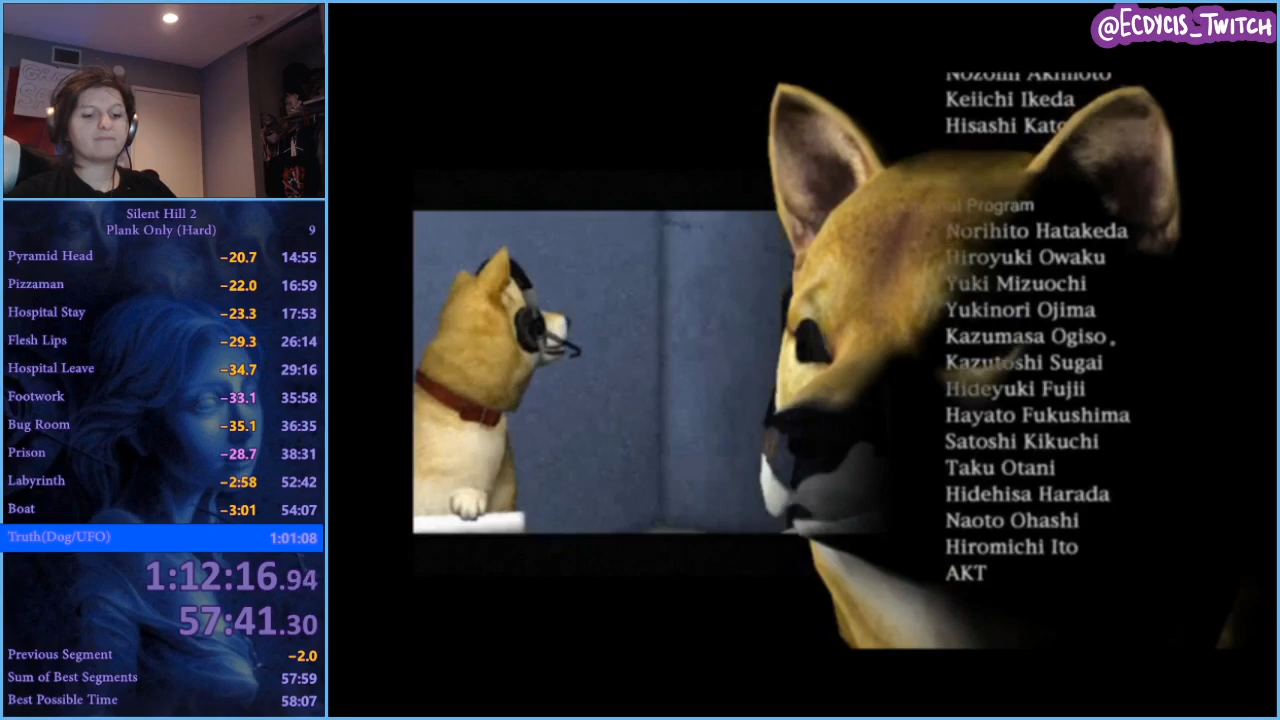 @ECDYCIS_TWITCH
Silent Hill 2
Plank Only (Hard) 9
Pyramid Head −20.7 14:55
Pizzaman −22.0 16:59
Hospital Stay −23.3 17:53
Flesh Lips −29.3 26:14
Hospital Leave −34.7 29:16
Footwork −33.1 35:58
Bug Room −35.1 36:35
Prison −28.7 38:31
Labyrinth −2:58 52:42
Boat −3:01 54:07
Truth(Dog/UFO) 1:01:08
1:12:16.94
57:41.30
Previous Segment −2.0
Sum of Best Segments 57:59
Best Possible Time 58:07
Nozomi Akimoto
Keiichi Ikeda
Hisashi Kato
Program
Norihito Hatakeda
Hiroyuki Owaku
Yuki Mizuochi
Yukinori Ojima
Kazumasa Ogiso
Kazutoshi Sugai
Hideyuki Fujii
Hayato Fukushima
Satoshi Kikuchi
Taku Otani
Hidehisa Harada
Naoto Ohashi
Hiromichi Ito
AKT